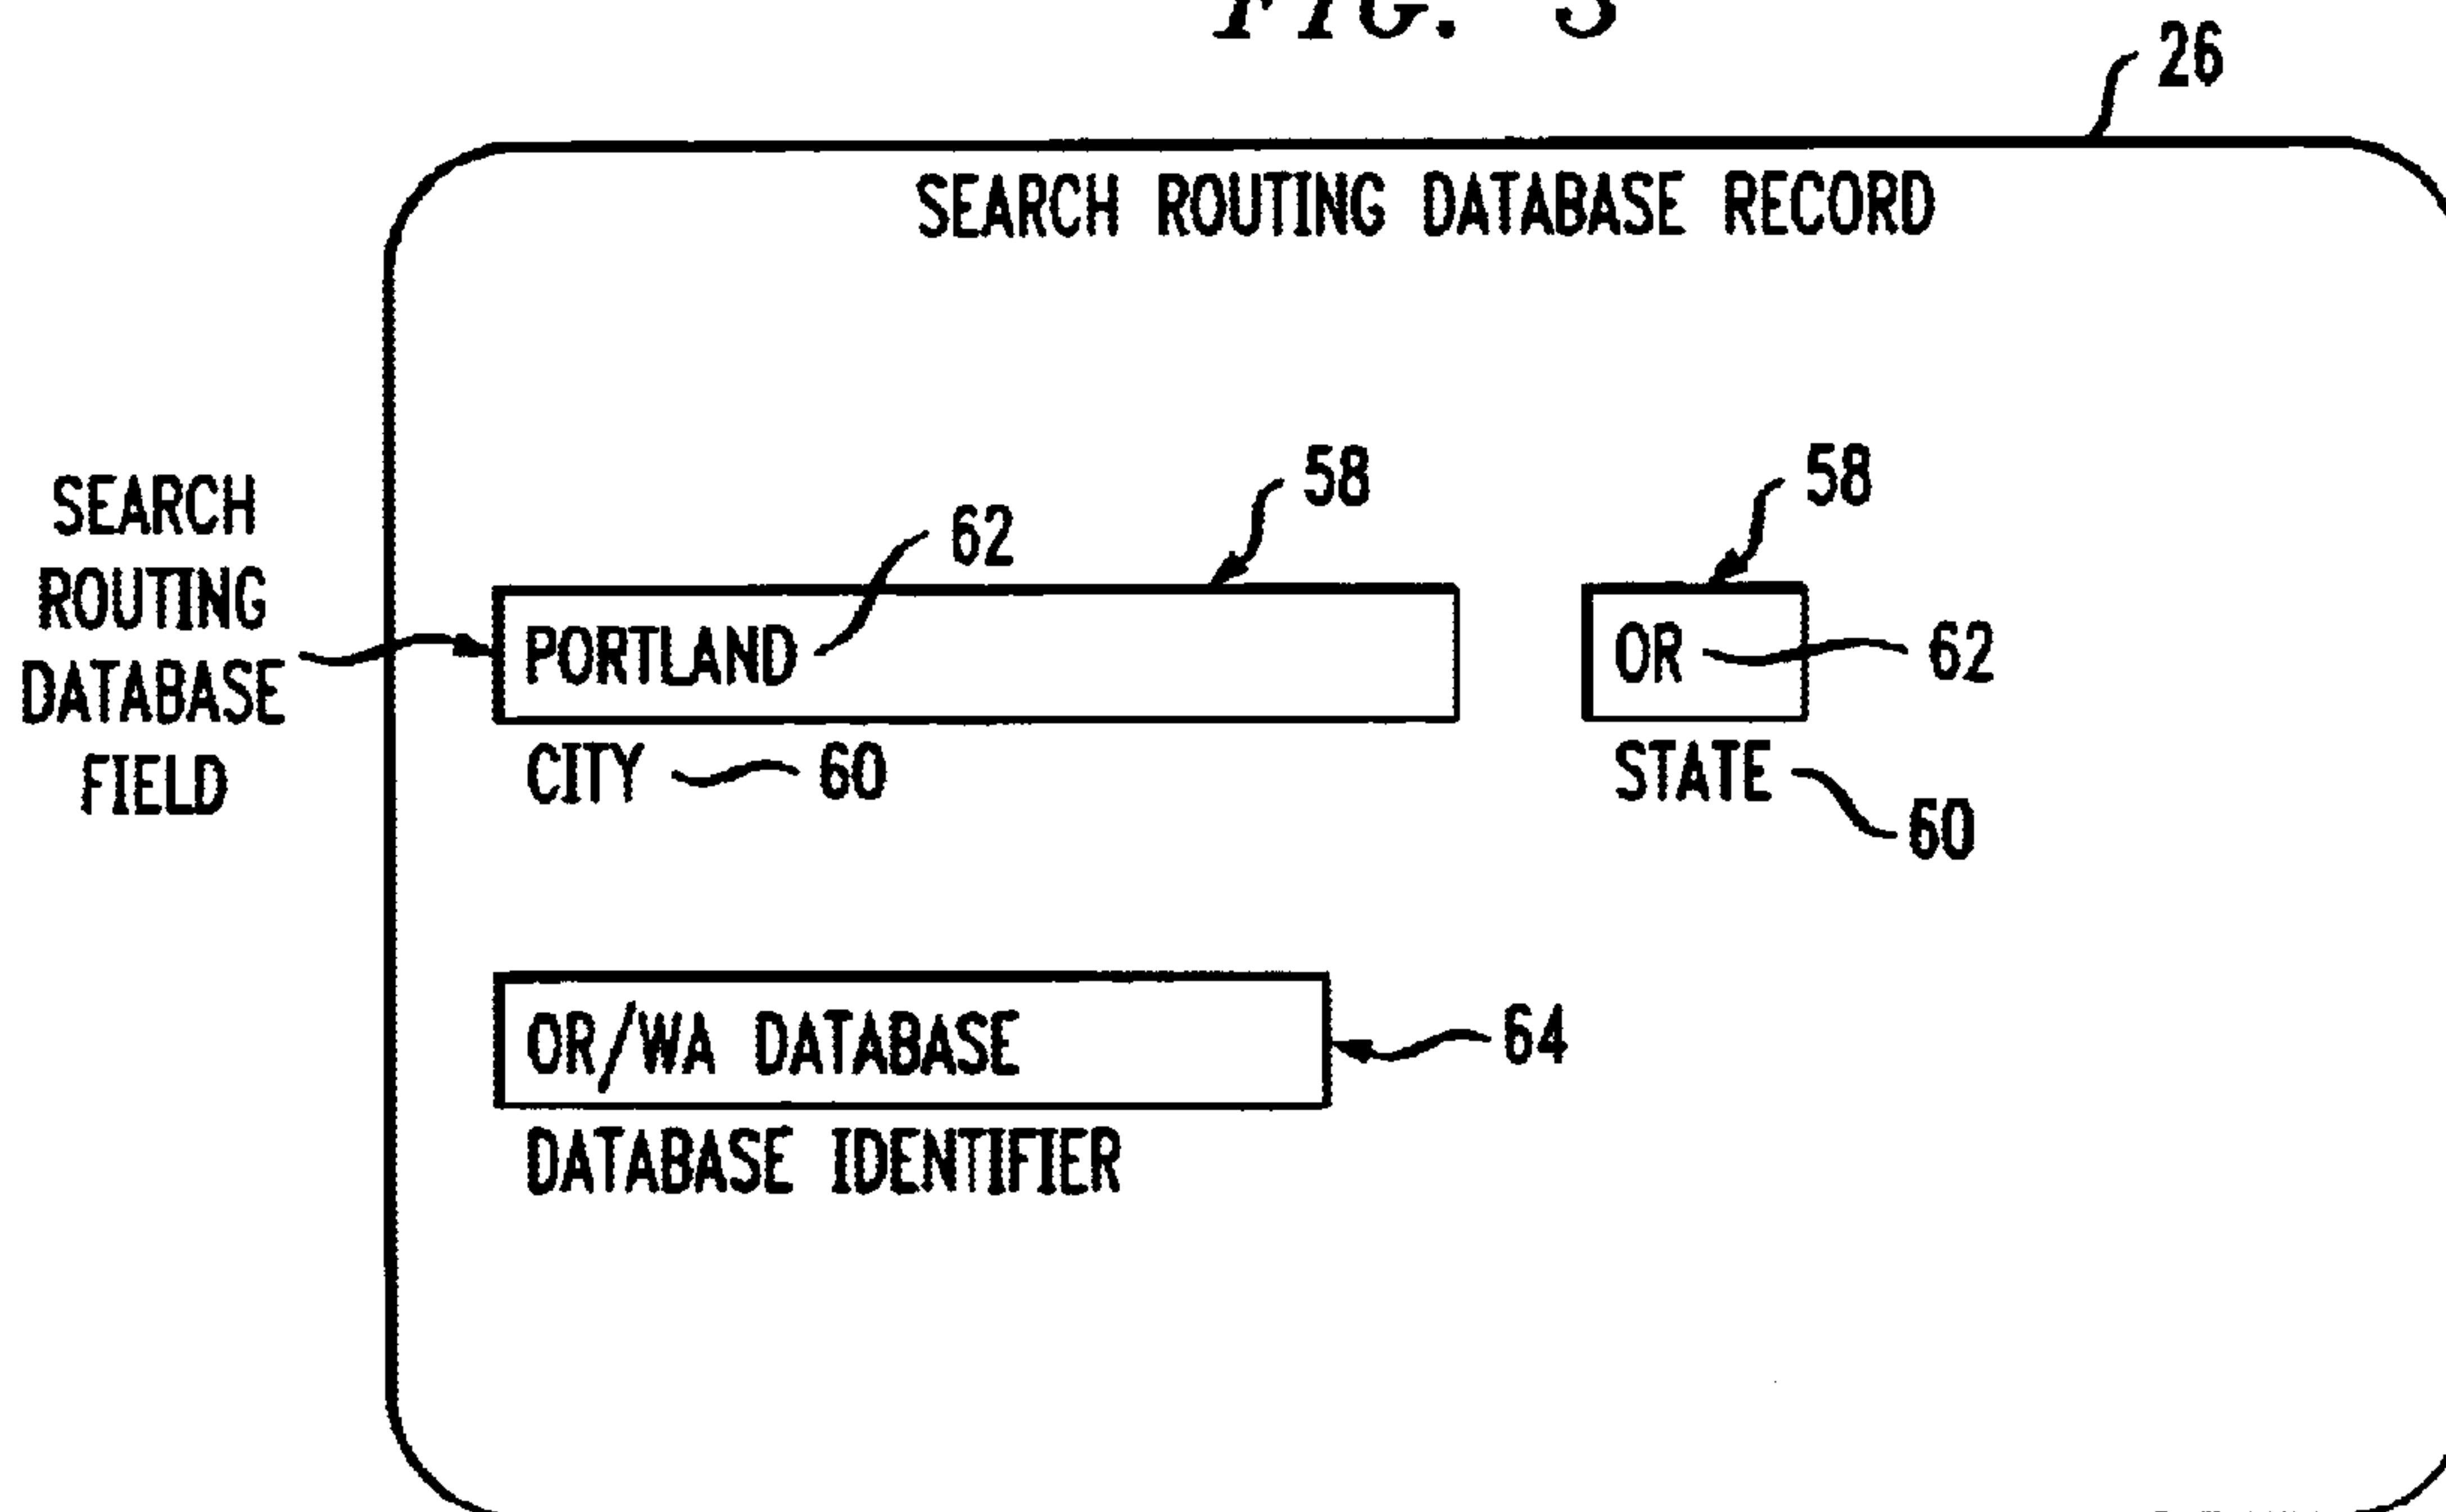 FIG. 3
26
SEARCH ROUTING DATABASE RECORD
58
58
62
SEARCH
ROUTING
DATABASE
FIELD
PORTLAND
OR
62
CITY
60
STATE
60
OR/WA DATABASE
64
DATABASE IDENTIFIER